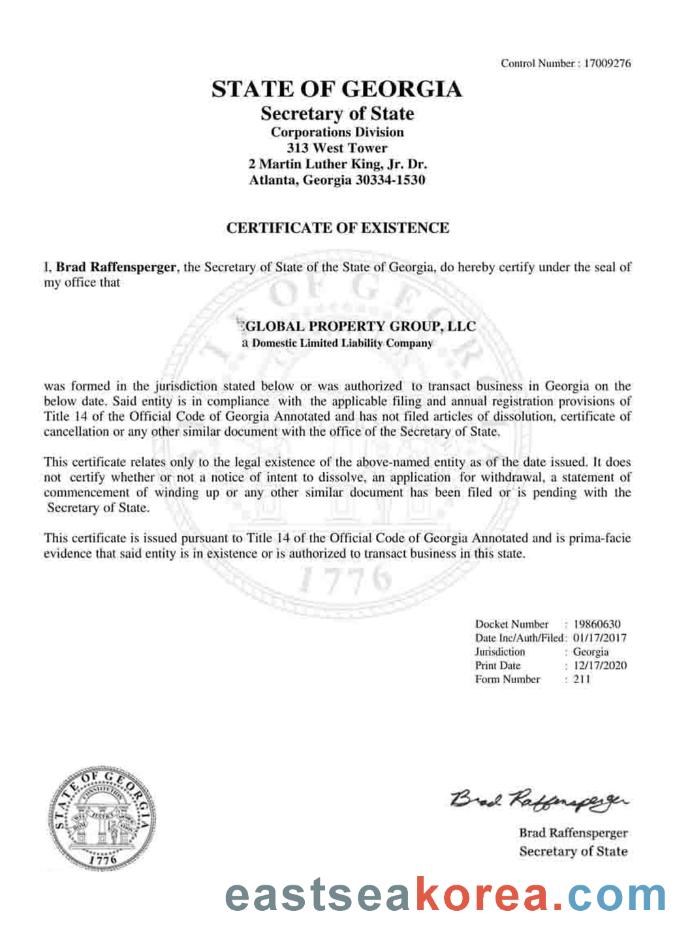 Control Number : 17009276
STATE OF GEORGIA
Secretary of State
Corporations Division
313 West Tower
2 Martin Luther King, Jr. Dr.
Atlanta, Georgia 30334-1530
CERTIFICATE OF EXISTENCE
I, Brad Raffensperger, the Secretary of State of the State of Georgia, do hereby certify under the seal of
my office that
GLOBAL PROPERTY GROUP, LLC
a Domestic Limited Liability Company
was formed in the jurisdiction stated below or was authorized to transact business in Georgia on the
below date. Said entity is in compliance with the applicable filing and annual registration provisions of
Title 14 of the Official Code of Georgia Annotated and has not filed articles of dissolution, certificate of
cancellation or any other similar document with the office of the Secretary of State.
This certificate relates only to the legal existence of the above-named entity as of the date issued. It does
not certify whether or not a notice of intent to dissolve, an application for withdrawal, a statement of
commencement of winding up or any other similar document has been filed or is pending with the
Secretary of State.
This certificate is issued pursuant to Title 14 of the Official Code of Georgia Annotated and is prima-facie
evidence that said entity is in existence or is authorized to transact business in this state.
1776
Docket Number : 19860630
Date Inc/Auth/Filed: 01/17/2017
Jurisdiction : Georgia
Print Date : 12/17/2020
Form Number : 211
STATE OF GEORGIA
CONSTITUTION
1776
Brad Raffensperger
Brad Raffensperger
Secretary of State
eastseakorea.com